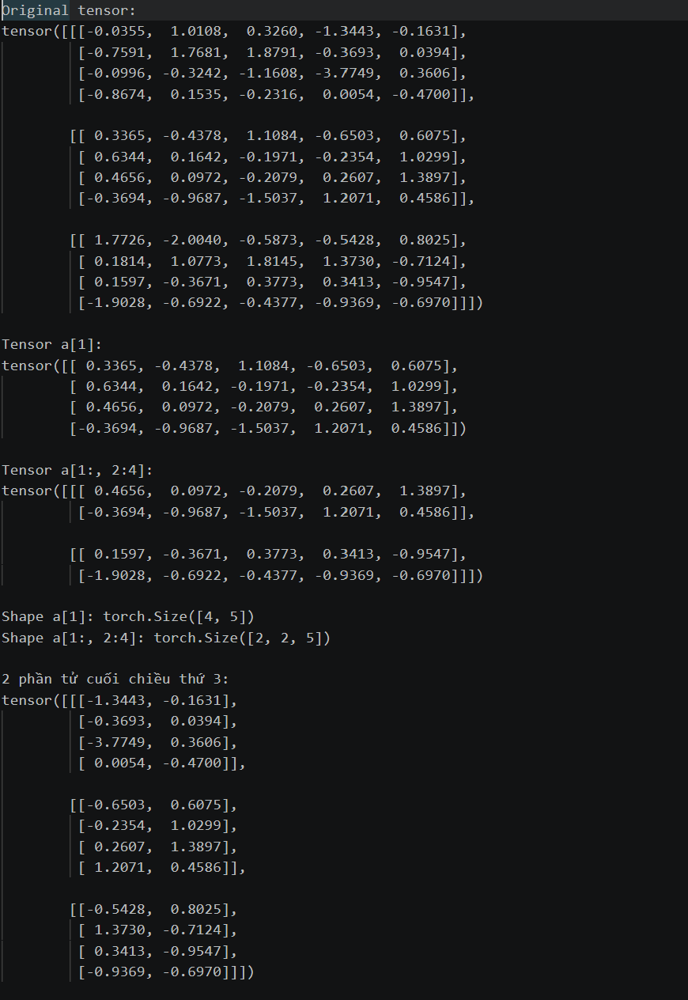 Original tensor:
tensor([[[-0.0355,  1.0108,  0.3260, -1.3443, -0.1631],
         [-0.7591,  1.7681,  1.8791, -0.3693,  0.0394],
         [-0.0996, -0.3242, -1.1608, -3.7749,  0.3606],
         [-0.8674,  0.1535, -0.2316,  0.0054, -0.4700]],

        [[ 0.3365, -0.4378,  1.1084, -0.6503,  0.6075],
         [ 0.6344,  0.1642, -0.1971, -0.2354,  1.0299],
         [ 0.4656,  0.0972, -0.2079,  0.2607,  1.3897],
         [-0.3694, -0.9687, -1.5037,  1.2071,  0.4586]],

        [[ 1.7726, -2.0040, -0.5873, -0.5428,  0.8025],
         [ 0.1814,  1.0773,  1.8145,  1.3730, -0.7124],
         [ 0.1597, -0.3671,  0.3773,  0.3413, -0.9547],
         [-1.9028, -0.6922, -0.4377, -0.9369, -0.6970]]])

Tensor a[1]:
tensor([[ 0.3365, -0.4378,  1.1084, -0.6503,  0.6075],
        [ 0.6344,  0.1642, -0.1971, -0.2354,  1.0299],
        [ 0.4656,  0.0972, -0.2079,  0.2607,  1.3897],
        [-0.3694, -0.9687, -1.5037,  1.2071,  0.4586]])

Tensor a[1:, 2:4]:
tensor([[[ 0.4656,  0.0972, -0.2079,  0.2607,  1.3897],
         [-0.3694, -0.9687, -1.5037,  1.2071,  0.4586]],

        [[ 0.1597, -0.3671,  0.3773,  0.3413, -0.9547],
         [-1.9028, -0.6922, -0.4377, -0.9369, -0.6970]]])

Shape a[1]: torch.Size([4, 5])
Shape a[1:, 2:4]: torch.Size([2, 2, 5])

2 phần tử cuối chiều thứ 3:
tensor([[[-1.3443, -0.1631],
         [-0.3693,  0.0394],
         [-3.7749,  0.3606],
         [ 0.0054, -0.4700]],

        [[-0.6503,  0.6075],
         [-0.2354,  1.0299],
         [ 0.2607,  1.3897],
         [ 1.2071,  0.4586]],

        [[-0.5428,  0.8025],
         [ 1.3730, -0.7124],
         [ 0.3413, -0.9547],
         [-0.9369, -0.6970]]])